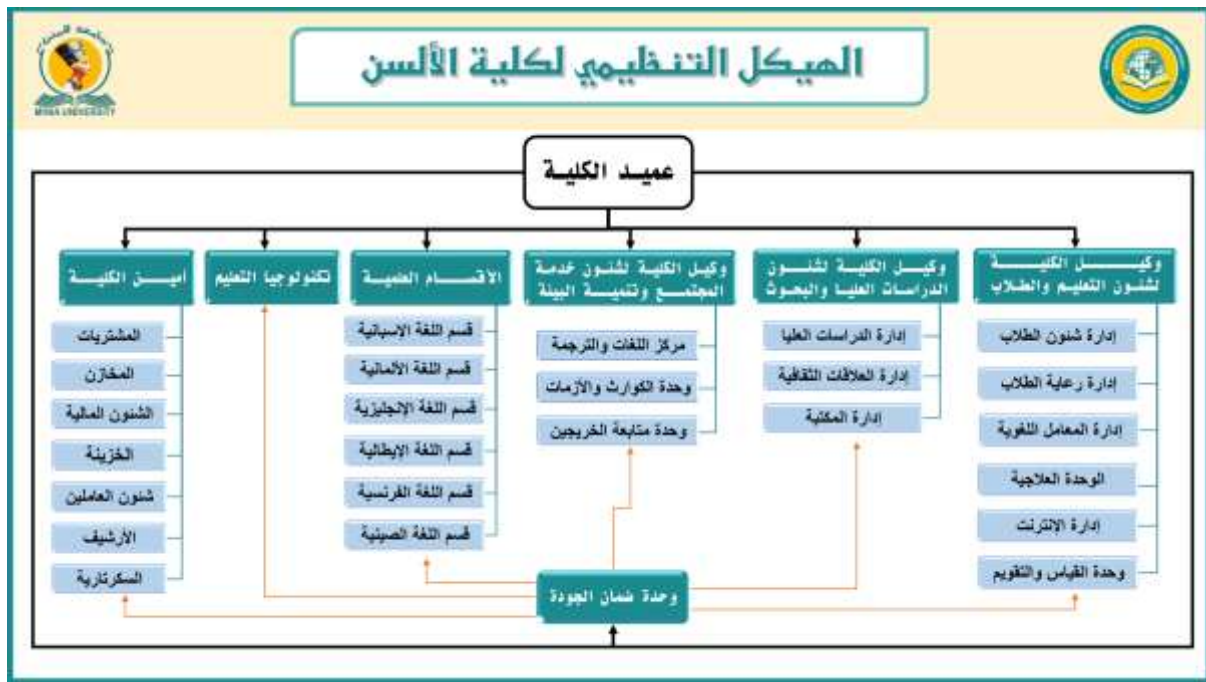 الهيكل التنظيمي لكلية الألسن
MINIA UNIVERSITY
عميد الكلية
وكيل الكلية
لشئون التعليم والطلاب
إدارة شئون الطلاب
إدارة رعاية الطلاب
إدارة المعامل اللغوية
الوحدة العلاجية
إدارة الإنترنت
وحدة القياس والتقويم
وكيل الكلية لشئون
الدراسات العليا والبحوث
إدارة الدراسات العليا
إدارة العلاقات الثقافية
إدارة المكتبة
وكيل الكلية لشئون خدمة
المجتمع وتنمية البيئة
مركز اللغات والترجمة
وحدة الكوارث والأزمات
وحدة متابعة الخريجين
الأقسام العلمية
قسم اللغة الإسبانية
قسم اللغة الألمانية
قسم اللغة الإنجليزية
قسم اللغة الإيطالية
قسم اللغة الفرنسية
قسم اللغة الصينية
تكنولوجيا التعليم
أمين الكلية
المشتريات
المخازن
الشئون المالية
الخزينة
شئون العاملين
الأرشيف
السكرتارية
وحدة ضمان الجودة